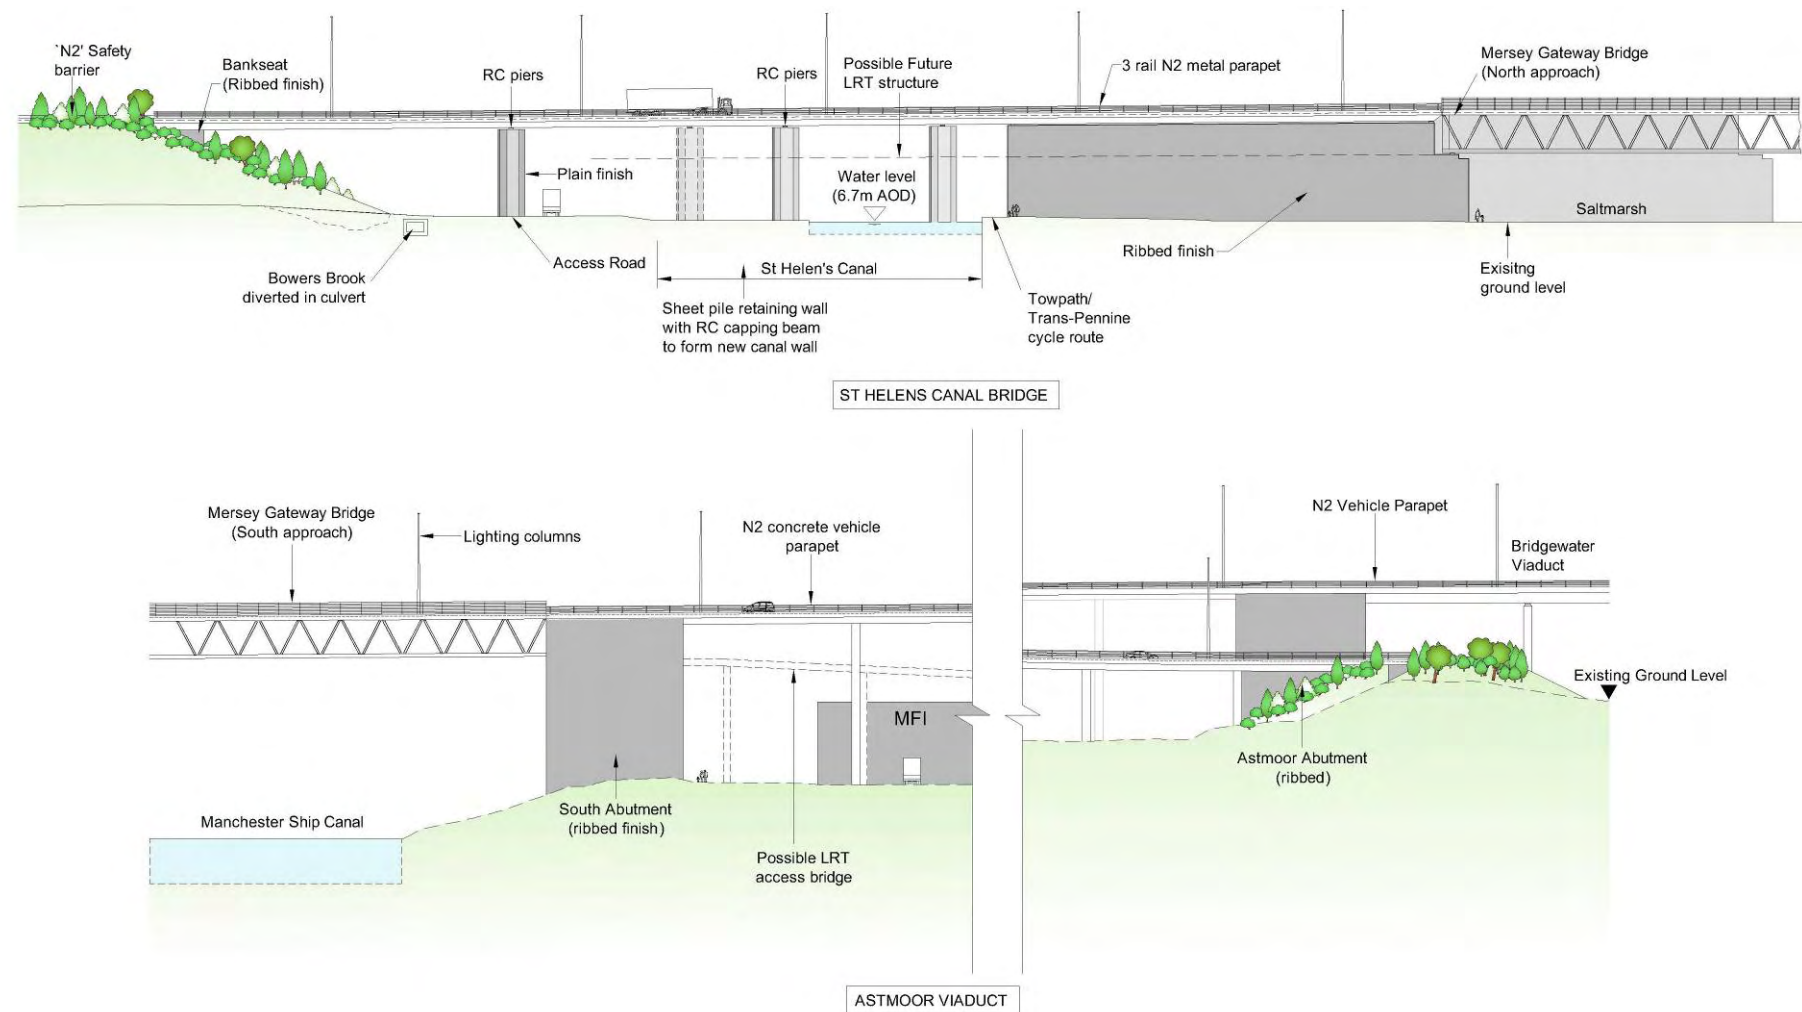 `N2' Safety
barrier
Bankseat
(Ribbed finish)
RC piers
RC piers
Possible Future
LRT structure
3 rail N2 metal parapet
Mersey Gateway Bridge
(North approach)
Plain finish
Water level
(6.7m AOD)
Saltmarsh
Bowers Brook
diverted in culvert
Access Road
St Helen's Canal
Ribbed finish
Exisitng
ground level
Sheet pile retaining wall
with RC capping beam
to form new canal wall
Towpath/
Trans-Pennine
cycle route
ST HELENS CANAL BRIDGE
Mersey Gateway Bridge
(South approach)
Lighting columns
N2 concrete vehicle
parapet
N2 Vehicle Parapet
Bridgewater
Viaduct
Existing Ground Level
MFI
Astmoor Abutment
(ribbed)
South Abutment
(ribbed finish)
Manchester Ship Canal
Possible LRT
access bridge
ASTMOOR VIADUCT